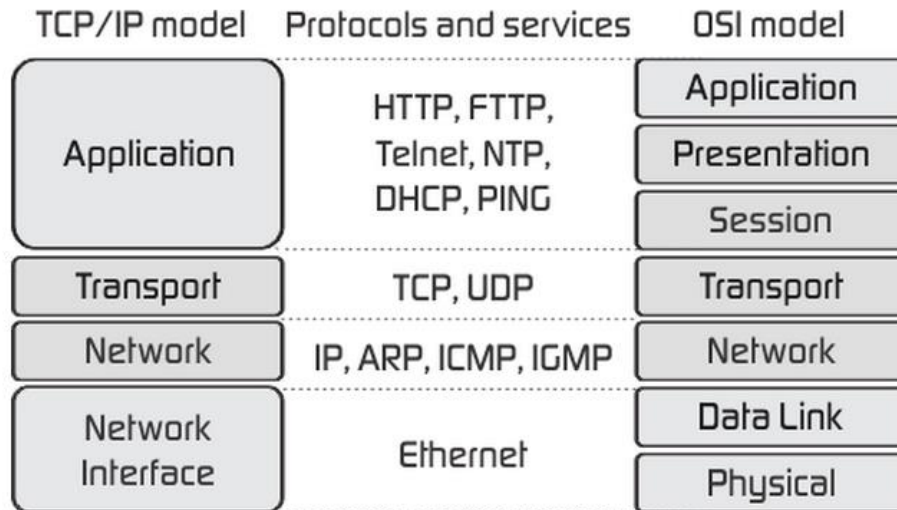 TCP/IP model
Protocols and services
OSI model
Application
HTTP, FTTP,
Telnet, NTP,
DHCP, PING
Application
Presentation
Session
Transport
TCP, UDP
Transport
Network
IP, ARP, ICMP, IGMP
Network
Network
Interface
Ethernet
Data Link
Physical